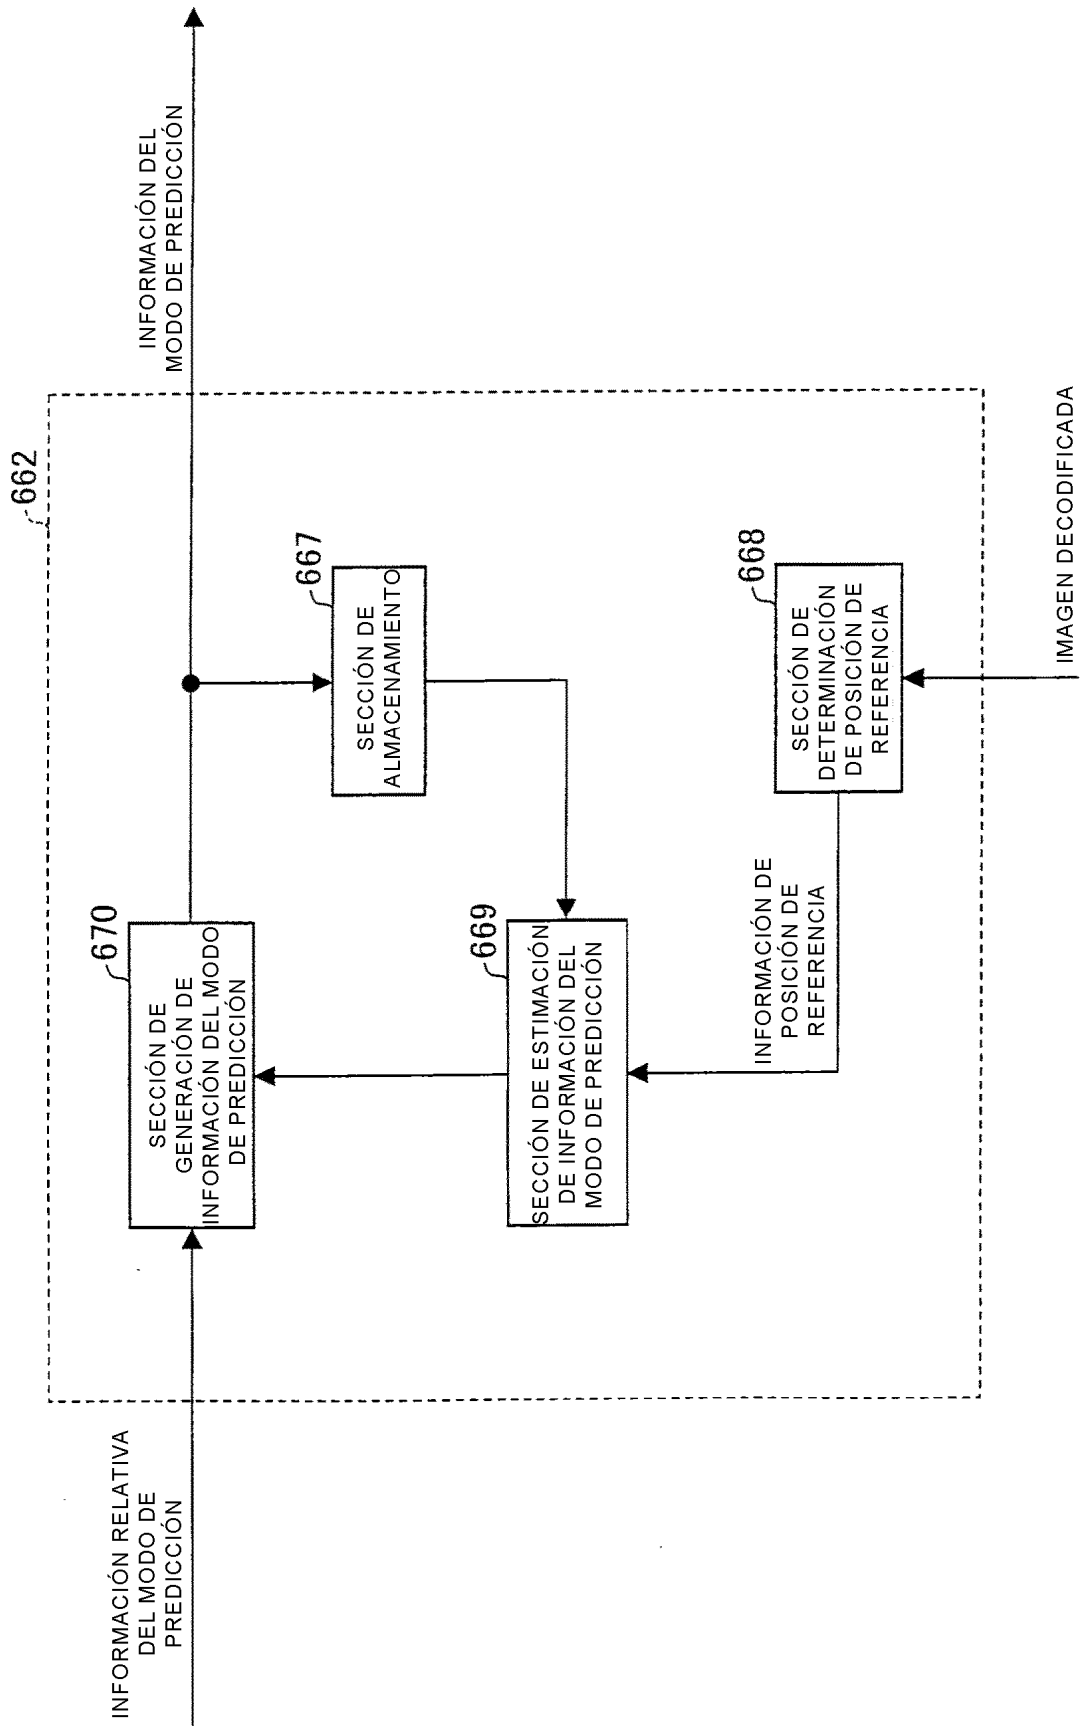 INFORMACIÓN RELATIVA
DEL MODO DE
PREDICCIÓN
662
INFORMACIÓN DEL
MODO DE PREDICCIÓN
670
SECCIÓN DE
GENERACIÓN DE
INFORMACIÓN DEL MODO
DE PREDICCIÓN
667
SECCIÓN DE
ALMACENAMIENTO
669
SECCIÓN DE ESTIMACIÓN
DE INFORMACIÓN DEL
MODO DE PREDICCIÓN
INFORMACIÓN DE
POSICIÓN DE
REFERENCIA
668
SECCIÓN DE
DETERMINACIÓN
DE POSICIÓN DE
REFERENCIA
IMAGEN DECODIFICADA